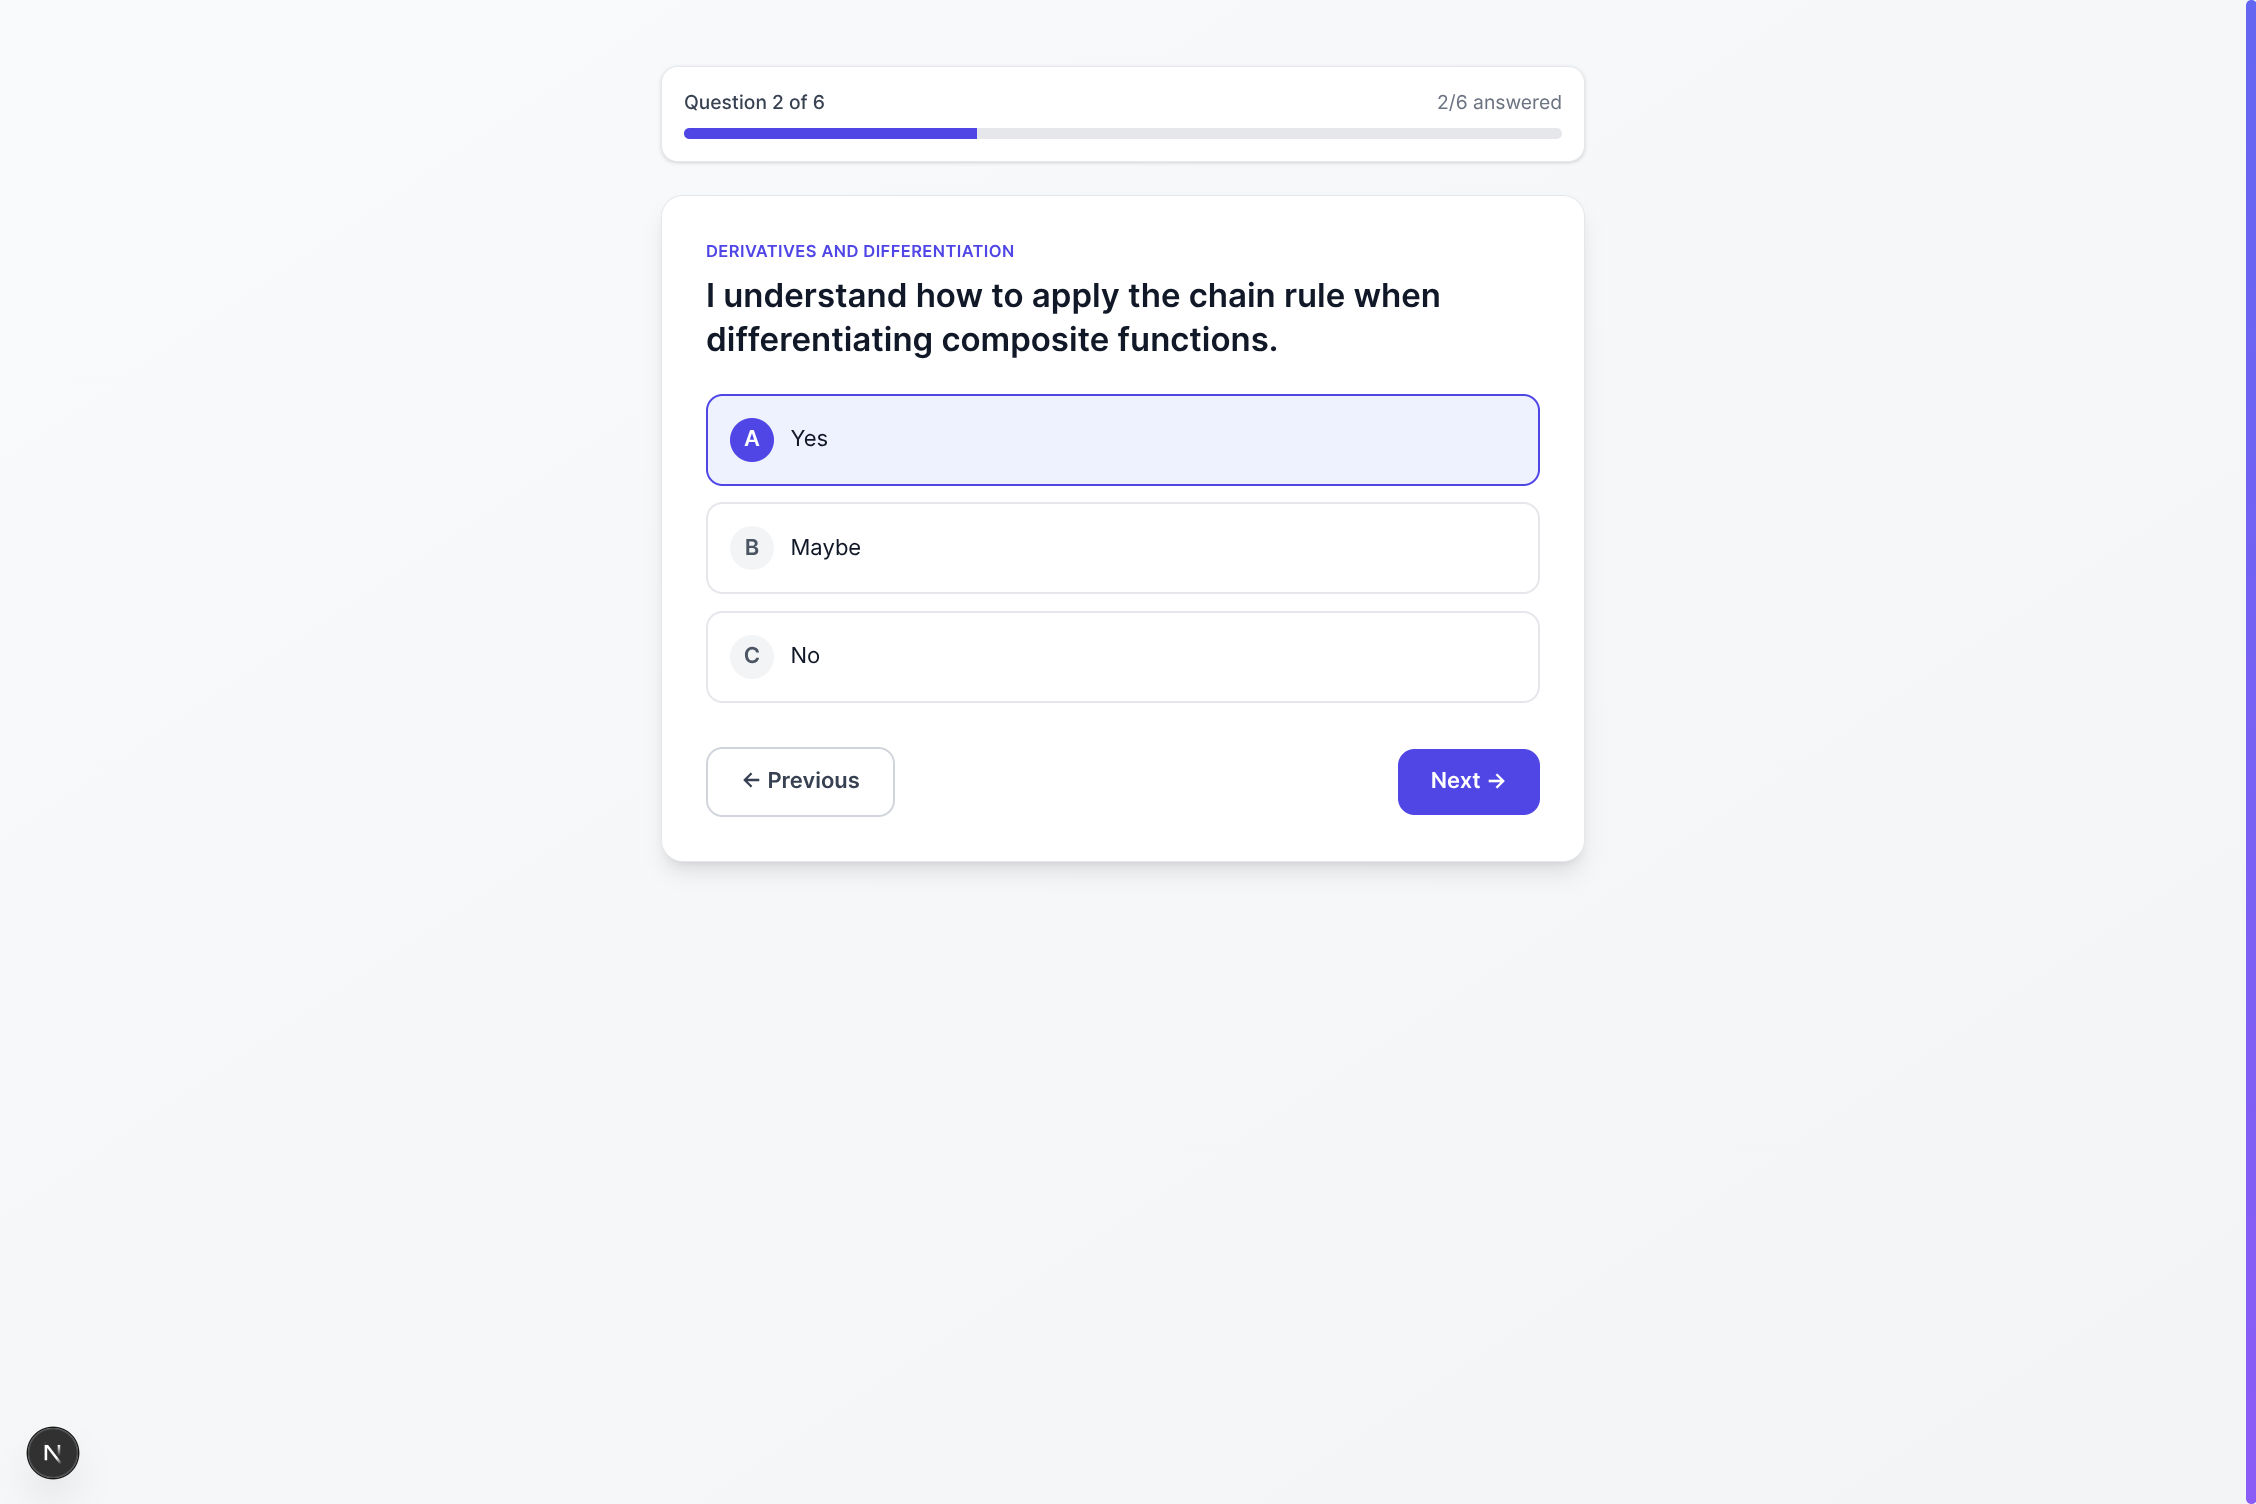 Question 2 of 6
2/6 answered
DERIVATIVES AND DIFFERENTIATION
I understand how to apply the chain rule when
differentiating composite functions.
A Yes
B Maybe
C No
← Previous
Next →
N